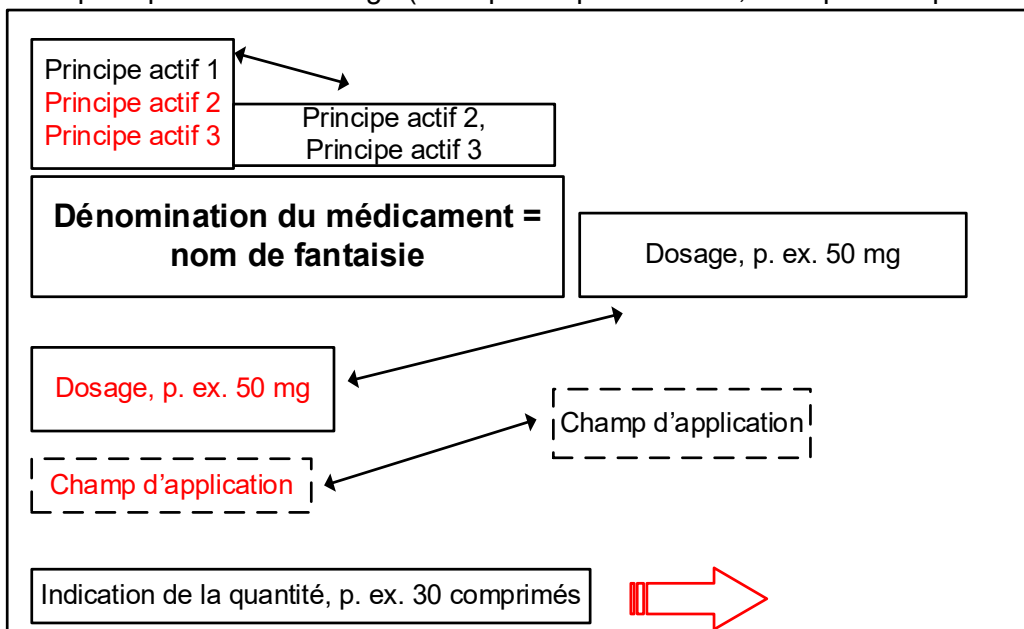 Principe actif 1
Principe actif 2
Principe actif 3
Principe actif 2,
Principe actif 3
Dénomination du médicament =
nom de fantaisie
Dosage, p. ex. 50 mg
Dosage, p. ex. 50 mg
Champ d’application
Champ d’application
Indication de la quantité, p. ex. 30 comprimés